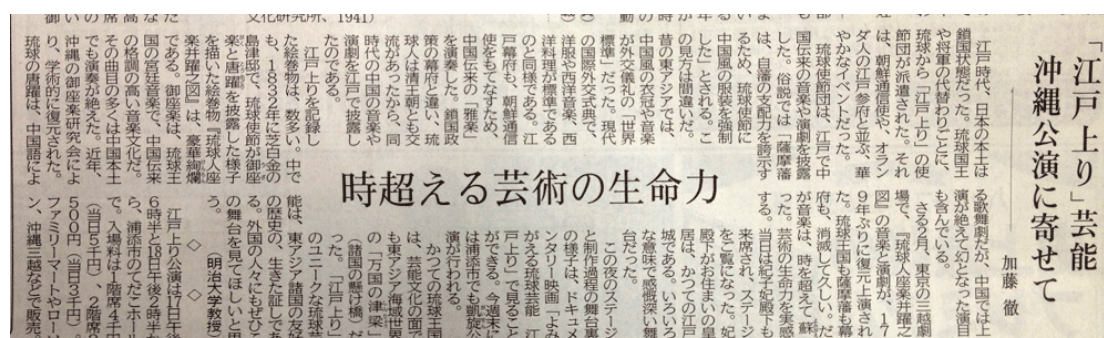 「江戸上り」芸能
沖縄公演に寄せて
加藤 徹
時超える芸術の生命力
江戸時代、日本の本土は
鎖国状態だった。琉球国王
や将軍の代替わりごとに、
琉球から「江戸上り」の使
節団が派遣された。それ
は、朝鮮通信使や、オラン
ダ人の江戸参府と並ぶ、華
やかなイベントだった。
琉球使節団は、江戸で中
国伝来の音楽や演劇を披露
した。俗説では「薩摩藩
は、自藩の支配力を誇示す
るため、琉球使節に
中国風の服装を強制
した」とされる。こ
の見方は間違いだ。
昔の東アジアでは、
中国風の衣冠や音楽
が外交儀礼の「世界
標準」だった。現代
の国際外交式典で、
洋服や西洋音楽、西
洋料理が標準である
のと同様である。江
戸幕府も、朝鮮通信
使をもてなすため、
中国伝来の「雅楽」
を演奏した。鎖国政
策の幕府と違い、琉
球人は清王朝とも交
流があったから、同
時代の中国の音楽や
演劇を江戸で披露し
たのである。
江戸上りを記録し
た絵巻物は、数多い。中で
も、1832年に芝白金の
島津邸で、琉球使節が御座
楽と唐躍を披露した様子
を描いた絵巻物『琉球人座
楽并躍之図』は、豪華絢爛
である。御座楽は、琉球王
国の宮廷音楽で、中国伝来
の格調の高い音楽文化だ。
その曲目の多くは中国本土
でも演奏が絶えた。近年、
沖縄の御座楽研究会によ
り、学術的に復元された。
琉球の唐躍は、中国語によ
る歌舞劇だが、中国では上
演が絶えて幻となった演目
も含んでいる。
さる2月、東京の三越劇
場で、『琉球人座楽并躍之
図』の音楽と演劇が、17
9年ぶりに復元上演され
た。琉球王国も薩摩藩も幕
府も、消滅して久しい。だ
が音楽は、時を超えて蘇
った。芸術の生命力を実感
する。
当日は紀子妃殿下も
来席され、ステージ
をご覧になった。妃
殿下がお住まいの皇
居は、かつての江戸
城である。いろいろ
な意味で感慨深い舞
台だった。
この夜のステージ
と制作過程の舞台裏
の様子は、ドキュメ
ンタリー映画「よみ
がえる琉球芸能 江
戸上り」で見ること
ができる。今週末に
は浦添市でも凱旋公
演が行われる。
かつての琉球王国
は、芸能文化の面で
も東アジア海域世界
の「万国の津梁」
「諸国の懸け橋」だ
った。「江戸上り」
のユニークな琉球芸
能は、東アジア諸国の友好
の歴史の、生きた証しであ
る。外国の人々にもぜひこ
の舞台を見てほしいと思
う。
(明治大学教授)
◇ ◇
江戸上りの公演は17日午後
6時半と18日午後2時半か
ら、浦添市のてだこホール
で。入場料は1階席4千円
(当日5千円)、2階席2
500円(当日3千円)。
ファミリーマートやローソ
ン、沖縄三越などで販売。
文化研究所、1941)